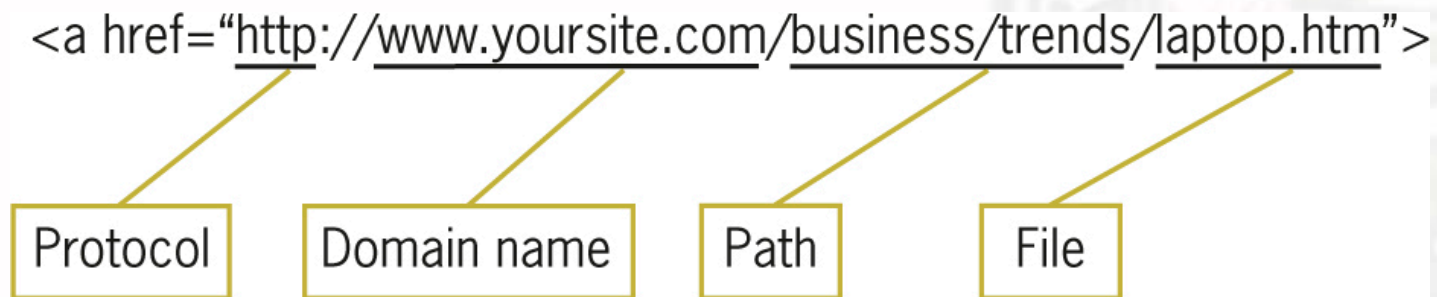 <a href=“http://www.yoursite.com/business/trends/laptop.htm”>
Protocol Domain name Path File